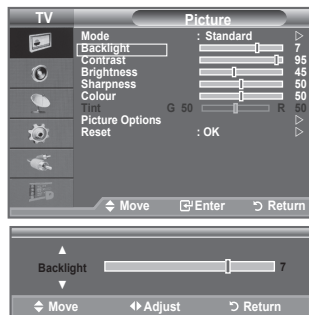 TV Picture
Mode : Standard
Backlight 7
Contrast 95
Brightness 45
Sharpness 50
Colour 50
Tint G 50 R 50
Picture Options
Reset : OK
Move Enter Return
Backlight 7
Move Adjust Return